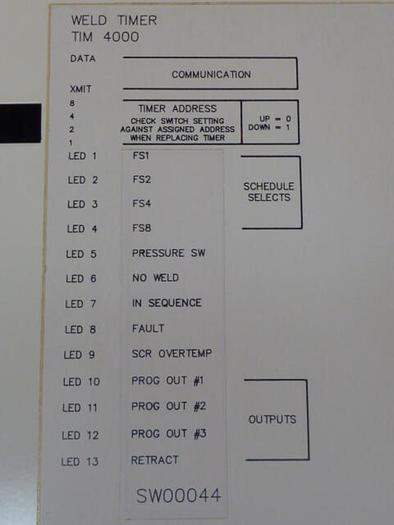 WELD TIMER
TIM 4000
DATA
COMMUNICATION
XMIT
8
4
2
1
TIMER ADDRESS
CHECK SWITCH SETTING
AGAINST ASSIGNED ADDRESS
WHEN REPLACING TIMER
UP = 0
DOWN = 1
LED 1 FS1
LED 2 FS2
LED 3 FS4
LED 4 FS8
SCHEDULE
SELECTS
LED 5 PRESSURE SW
LED 6 NO WELD
LED 7 IN SEQUENCE
LED 8 FAULT
LED 9 SCR OVERTEMP
LED 10 PROG OUT #1
LED 11 PROG OUT #2
LED 12 PROG OUT #3
LED 13 RETRACT
OUTPUTS
SW00044